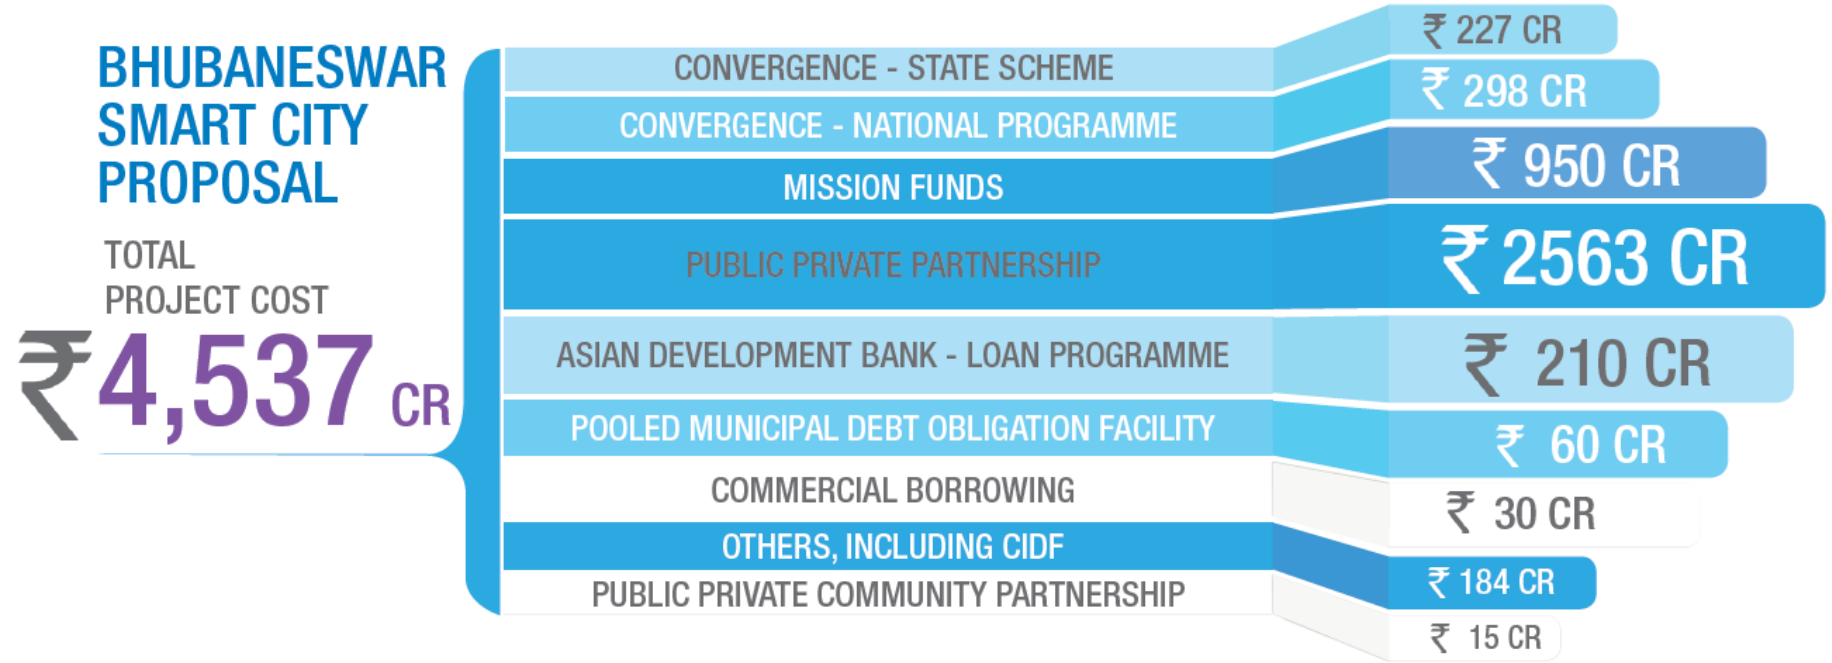 BHUBANESWAR
SMART CITY
PROPOSAL
TOTAL
PROJECT COST
₹4,537 CR
CONVERGENCE - STATE SCHEME
₹ 227 CR
CONVERGENCE - NATIONAL PROGRAMME
₹ 298 CR
MISSION FUNDS
₹ 950 CR
PUBLIC PRIVATE PARTNERSHIP
₹ 2563 CR
ASIAN DEVELOPMENT BANK - LOAN PROGRAMME
₹ 210 CR
POOLED MUNICIPAL DEBT OBLIGATION FACILITY
₹ 60 CR
COMMERCIAL BORROWING
₹ 30 CR
OTHERS, INCLUDING CIDF
₹ 184 CR
PUBLIC PRIVATE COMMUNITY PARTNERSHIP
₹ 15 CR